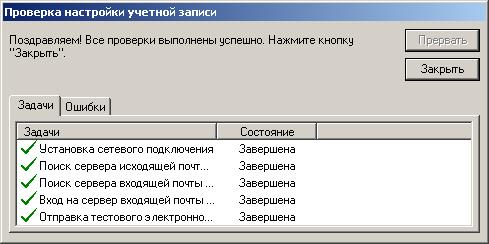 Проверка настройки учетной записи
Поздравляем! Все проверки выполнены успешно. Нажмите кнопку
"Закрыть".
Прервать
Закрыть
Задачи Ошибки
Задачи Состояние
Установка сетевого подключения Завершена
Поиск сервера исходящей почт... Завершена
Поиск сервера входящей почты ... Завершена
Вход на сервер входящей почты ... Завершена
Отправка тестового электронно... Завершена